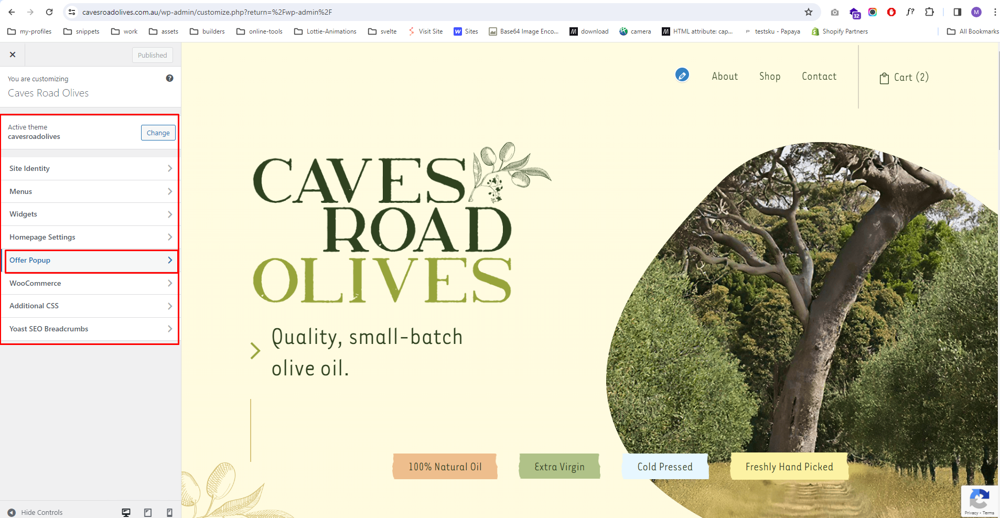 cavesroadolives.com.au/wp-admin/customize.php?return=%2Fwp-admin%2F
32
f?
M
my-profiles
snippets
work
assets
builders
online-tools
Lottie-Animations
svelte
Visit Site
W
Sites
Base64 Image Enco...
M
download
camera
M
HTML attribute: cap...
P
testsku - Papaya
Shopify Partners
All Bookmarks
Published
You are customizing
?
Caves Road Olives
Active theme
cavesroadolives
Change
Site Identity
Menus
Widgets
Homepage Settings
Offer Popup
WooCommerce
Additional CSS
Yoast SEO Breadcrumbs
Hide Controls
About
Shop
Contact
Cart (2)
CAVES
ROAD
OLIVES
Quality, small-batch
olive oil.
100% Natural Oil
Extra Virgin
Cold Pressed
Freshly Hand Picked
Privacy - Terms